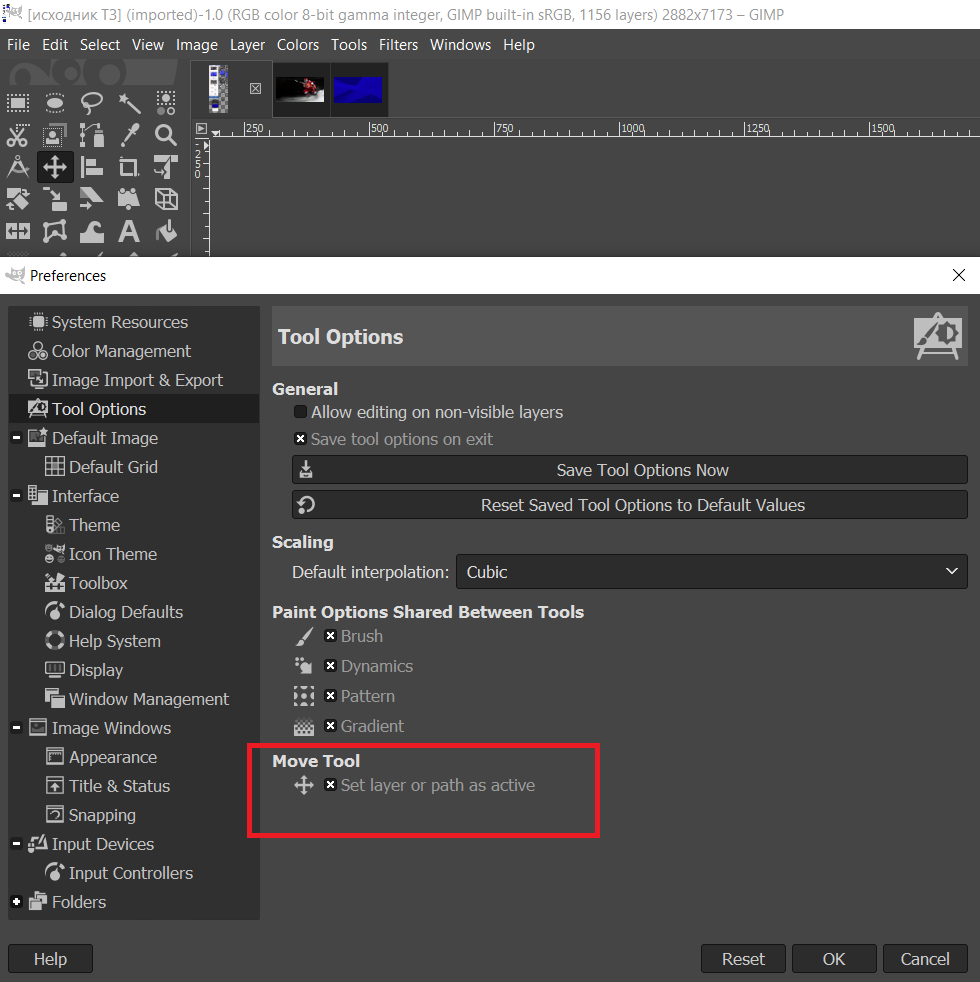 [исходник ТЗ] (imported)-1.0 (RGB color 8-bit gamma integer, GIMP built-in sRGB, 1156 layers) 2882x7173 – GIMP
File Edit Select View Image Layer Colors Tools Filters Windows Help
250 500 750 1000 1250 1500
250
Preferences
System Resources
Color Management
Image Import & Export
Tool Options
Default Image
Default Grid
Interface
Theme
Icon Theme
Toolbox
Dialog Defaults
Help System
Display
Window Management
Image Windows
Appearance
Title & Status
Snapping
Input Devices
Input Controllers
Folders
Tool Options
General
Allow editing on non-visible layers
Save tool options on exit
Save Tool Options Now
Reset Saved Tool Options to Default Values
Scaling
Default interpolation: Cubic
Paint Options Shared Between Tools
Brush
Dynamics
Pattern
Gradient
Move Tool
Set layer or path as active
Help Reset OK Cancel